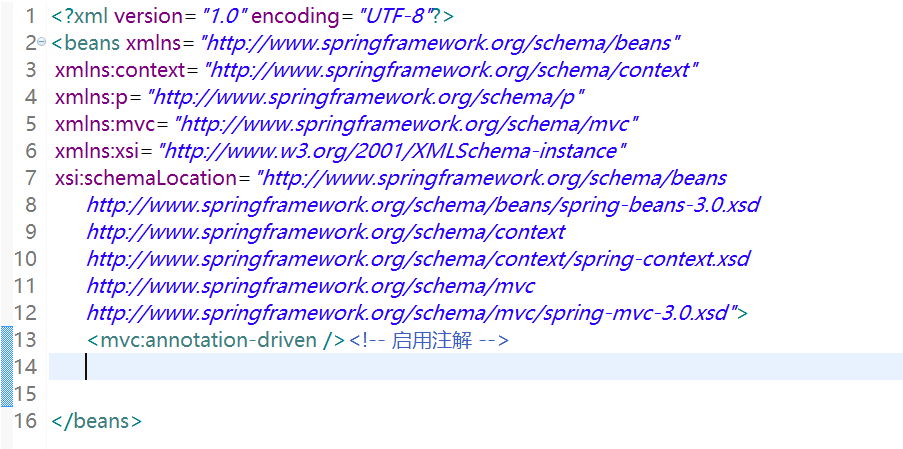 1 <?xml version="1.0" encoding="UTF-8"?>
2 <beans xmlns="http://www.springframework.org/schema/beans"
3 xmlns:context="http://www.springframework.org/schema/context"
4 xmlns:p="http://www.springframework.org/schema/p"
5 xmlns:mvc="http://www.springframework.org/schema/mvc"
6 xmlns:xsi="http://www.w3.org/2001/XMLSchema-instance"
7 xsi:schemaLocation="http://www.springframework.org/schema/beans
8 http://www.springframework.org/schema/beans/spring-beans-3.0.xsd
9 http://www.springframework.org/schema/context
10 http://www.springframework.org/schema/context/spring-context.xsd
11 http://www.springframework.org/schema/mvc
12 http://www.springframework.org/schema/mvc/spring-mvc-3.0.xsd">
13 <mvc:annotation-driven /><!-- 启用注解 -->
14
15
16 </beans>